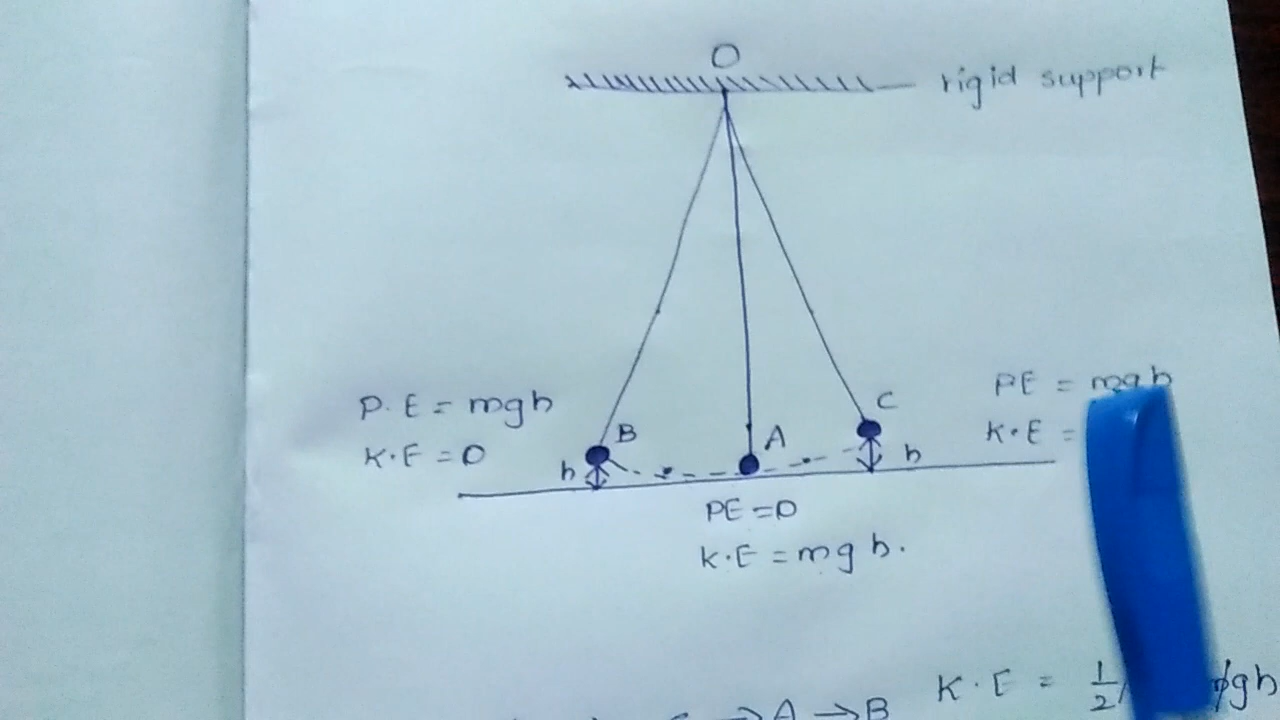 O
rigid support
P.E = mgh
K.E = 0
B
A
C
h
h
PE = mgh
K.E =
PE = 0
K.E = mgh.
K.E = 1/2
gh
→ A → B